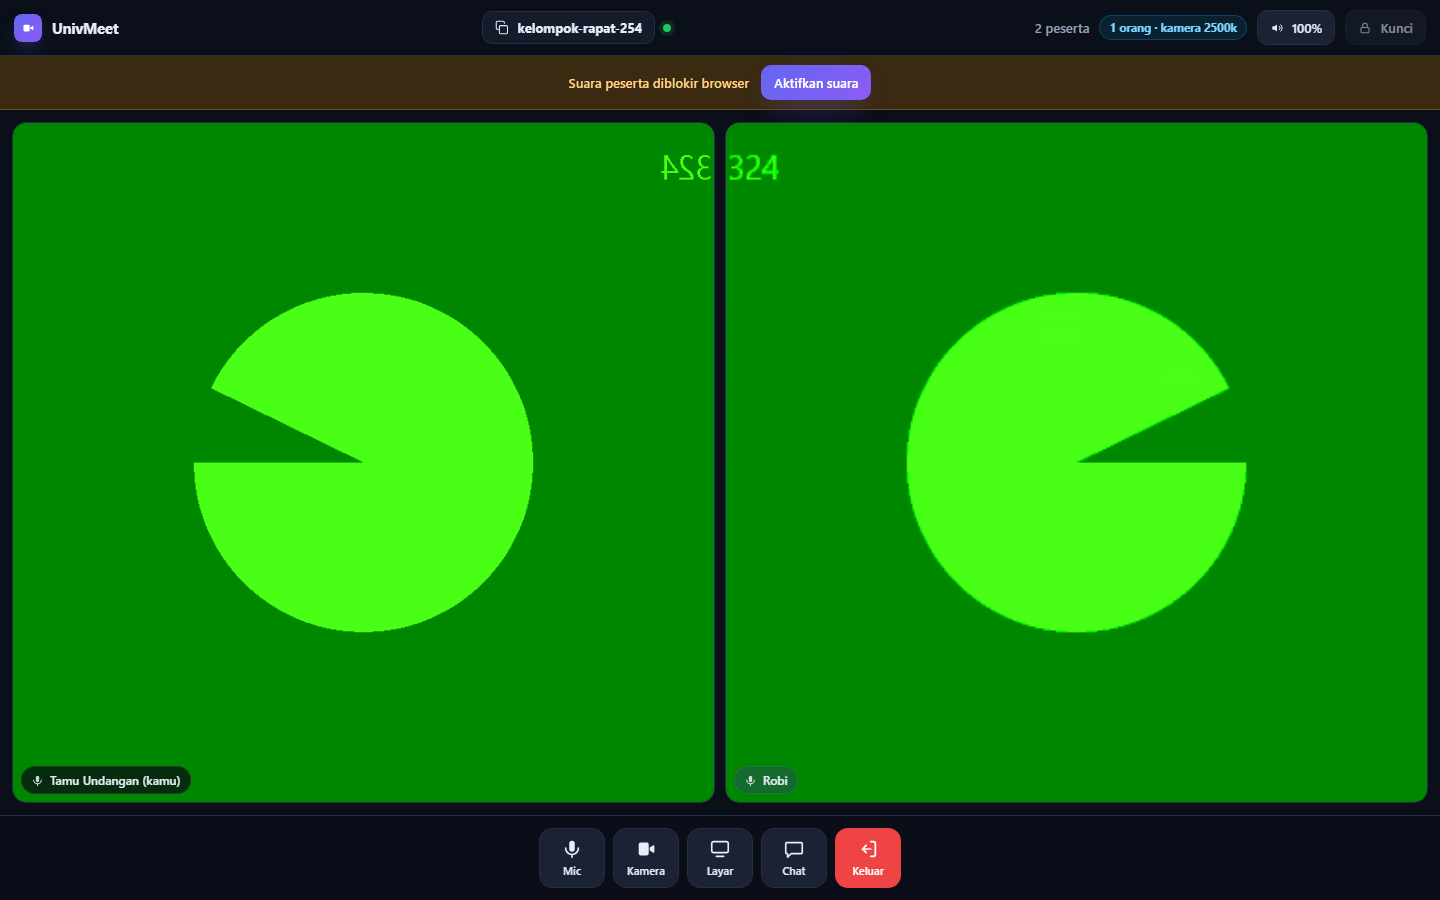 UnivMeet
kelompok-rapat-254
2 peserta
1 orang · kamera 2500k
100%
Kunci
Suara peserta diblokir browser
Aktifkan suara
324
324
Tamu Undangan (kamu)
Robi
Mic
Kamera
Layar
Chat
Keluar